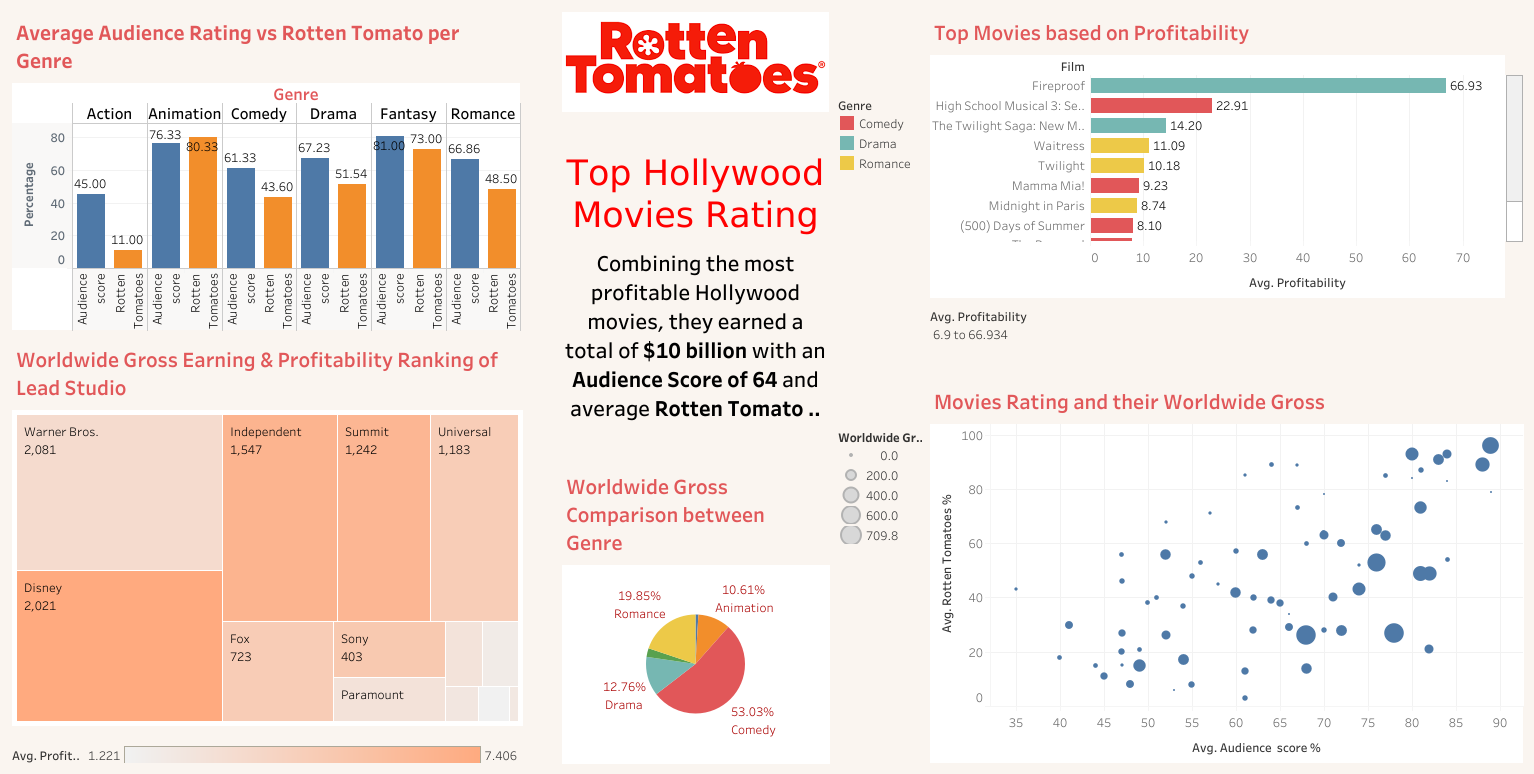 Average Audience Rating vs Rotten Tomato per
Genre
Genre
Action Animation Comedy Drama Fantasy Romance
Percentage
80
60
40
20
0
45.00
11.00
76.33
80.33
61.33
43.60
67.23
51.54
81.00
73.00
66.86
48.50
Audience score
Rotten Tomatoes
Audience score
Rotten Tomatoes
Audience score
Rotten Tomatoes
Audience score
Rotten Tomatoes
Audience score
Rotten Tomatoes
Audience score
Rotten Tomatoes
Worldwide Gross Earning & Profitability Ranking of
Lead Studio
Warner Bros.
2,081
Disney
2,021
Independent
1,547
Summit
1,242
Universal
1,183
Fox
723
Sony
403
Paramount
Avg. Profit.. 1.221 7.406
Rotten
Tomatoes®
Top Hollywood
Movies Rating
Combining the most
profitable Hollywood
movies, they earned a
total of $10 billion with an
Audience Score of 64 and
average Rotten Tomato ..
Worldwide Gross
Comparison between
Genre
19.85%
Romance
10.61%
Animation
12.76%
Drama
53.03%
Comedy
Genre
Comedy
Drama
Romance
Worldwide Gr..
0.0
200.0
400.0
600.0
709.8
Top Movies based on Profitability
Film
Fireproof 66.93
High School Musical 3: Se.. 22.91
The Twilight Saga: New M.. 14.20
Waitress 11.09
Twilight 10.18
Mamma Mia! 9.23
Midnight in Paris 8.74
(500) Days of Summer 8.10
0 10 20 30 40 50 60 70
Avg. Profitability
Avg. Profitability
6.9 to 66.934
Movies Rating and their Worldwide Gross
Avg. Rotten Tomatoes %
100
80
60
40
20
0
35 40 45 50 55 60 65 70 75 80 85 90
Avg. Audience score %